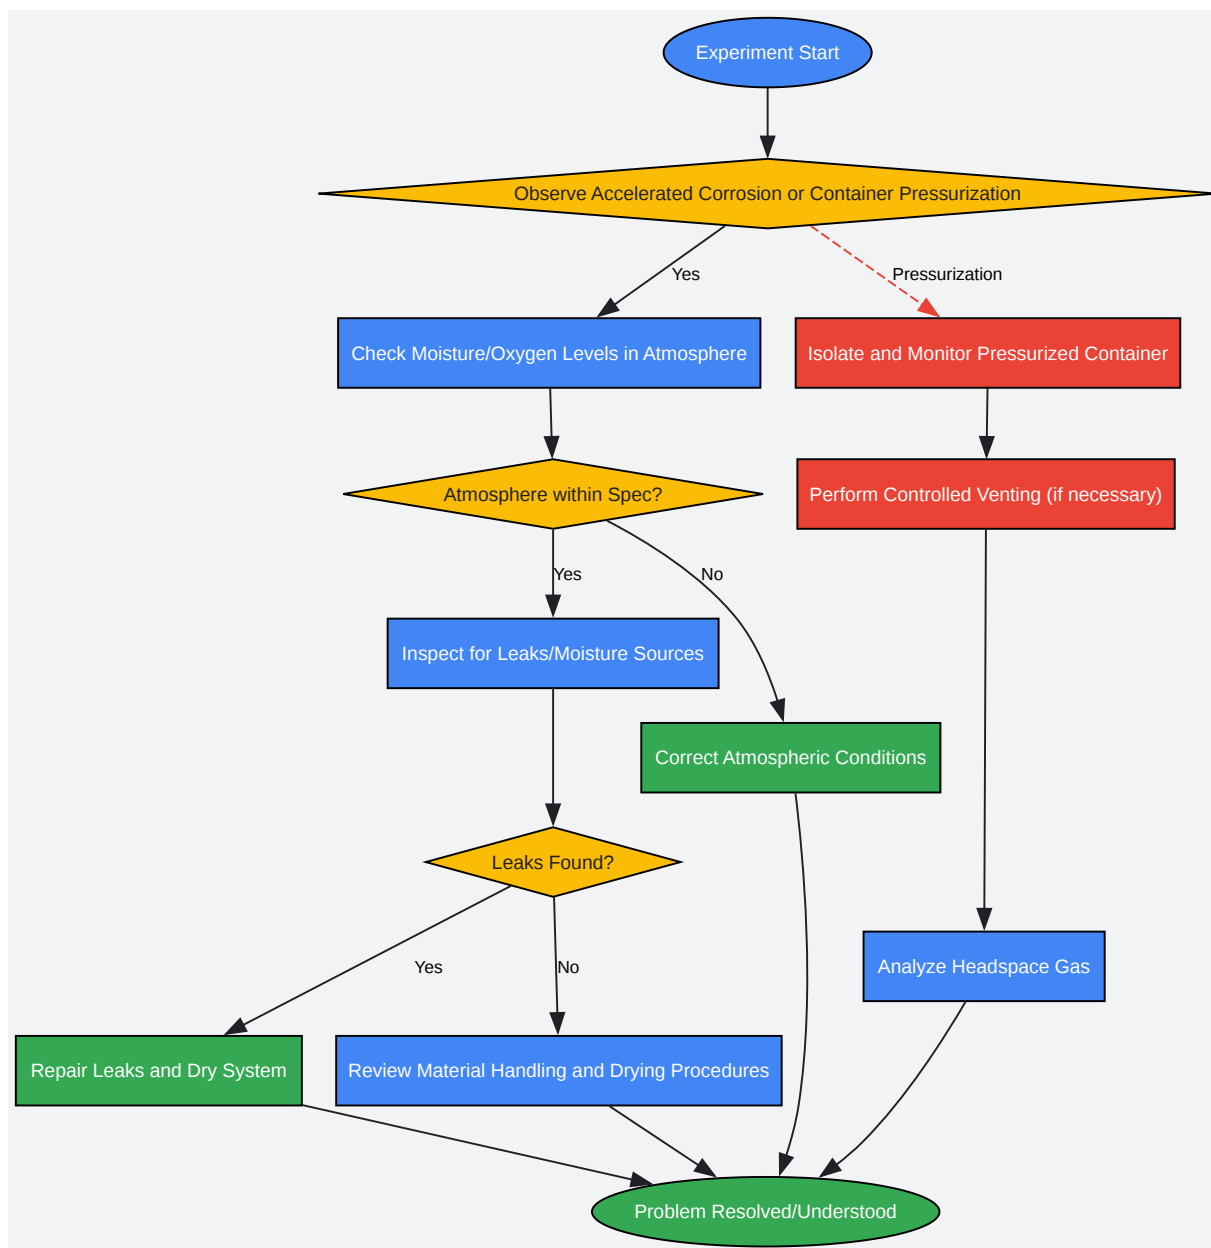 Experiment Start
Observe Accelerated Corrosion or Container Pressurization
Yes
Pressurization
Check Moisture/Oxygen Levels in Atmosphere
Isolate and Monitor Pressurized Container
Atmosphere within Spec?
Perform Controlled Venting (if necessary)
Yes
No
Inspect for Leaks/Moisture Sources
Correct Atmospheric Conditions
Leaks Found?
Yes
No
Analyze Headspace Gas
Repair Leaks and Dry System
Review Material Handling and Drying Procedures
Problem Resolved/Understood